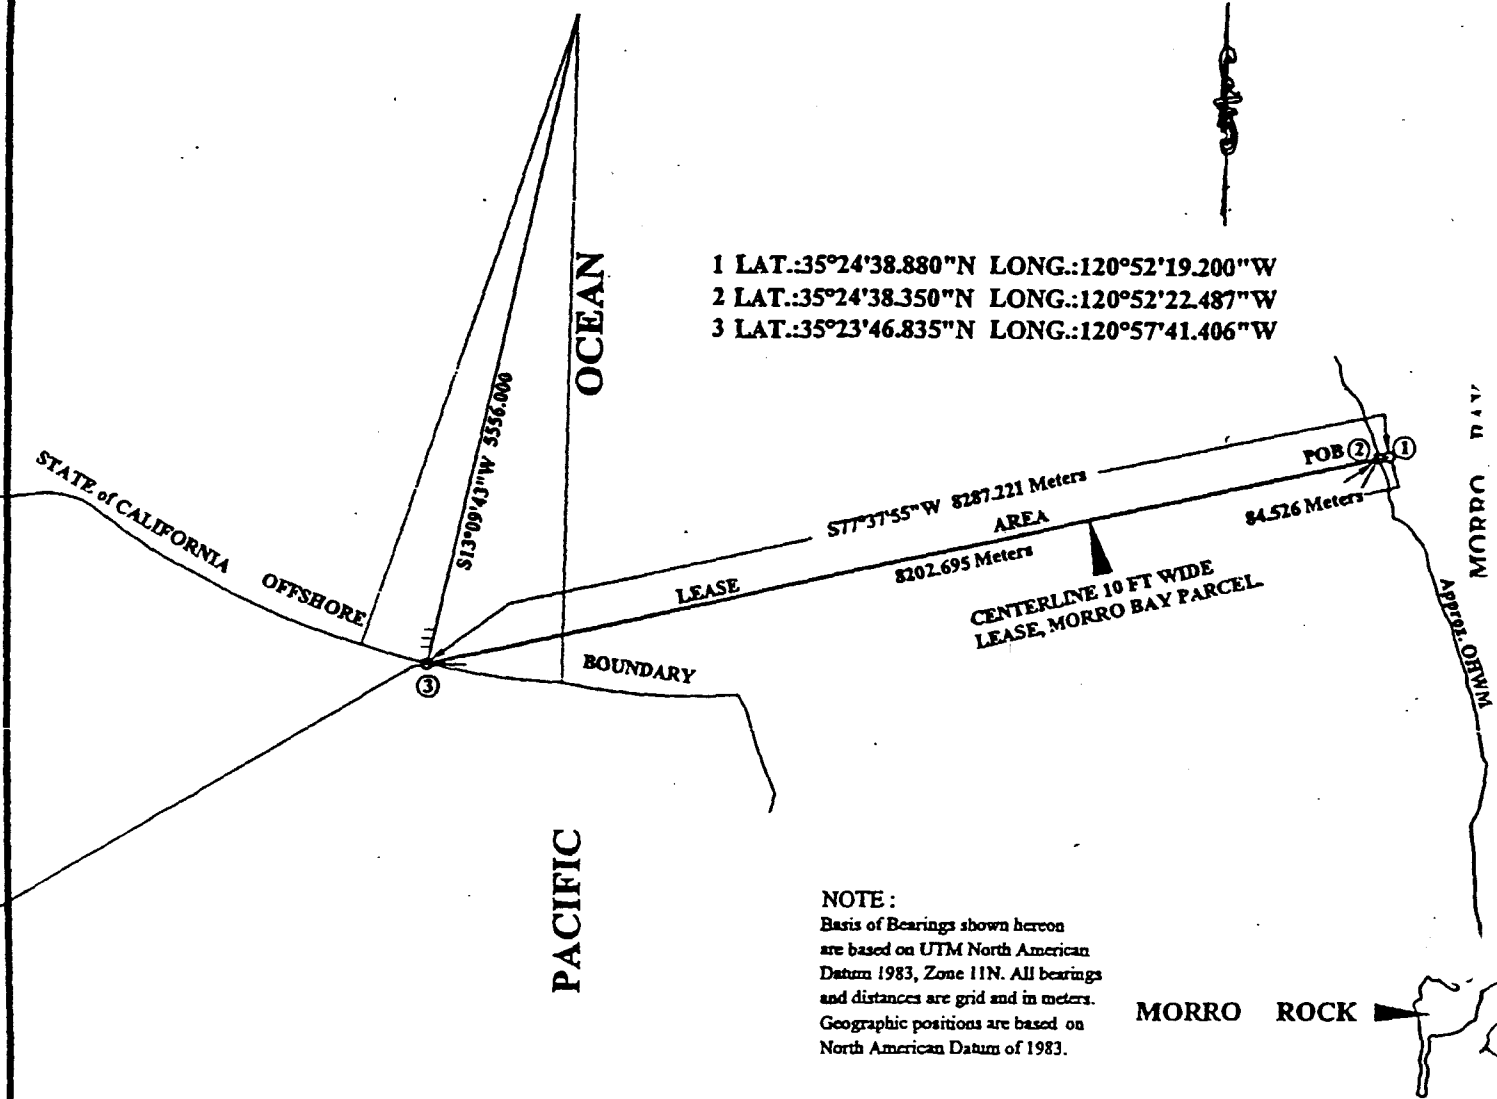 OCEAN
1 LAT.:35°24'38.880"N LONG.:120°52'19.200"W
2 LAT.:35°24'38.350"N LONG.:120°52'22.487"W
3 LAT.:35°23'46.835"N LONG.:120°57'41.406"W
S13°09'43"W 5556.000
STATE of CALIFORNIA OFFSHORE BOUNDARY
POB 2 1
S77°37'55"W 8287.221 Meters
LEASE AREA
8202.695 Meters
84.526 Meters
CENTERLINE 10 FT WIDE
LEASE, MORRO BAY PARCEL
MORRO BAY
Approx. OHWM
3
PACIFIC
NOTE :
Basis of Bearings shown hereon
are based on UTM North American
Datum 1983, Zone 11N. All bearings
and distances are grid and in meters.
Geographic positions are based on
North American Datum of 1983.
MORRO ROCK